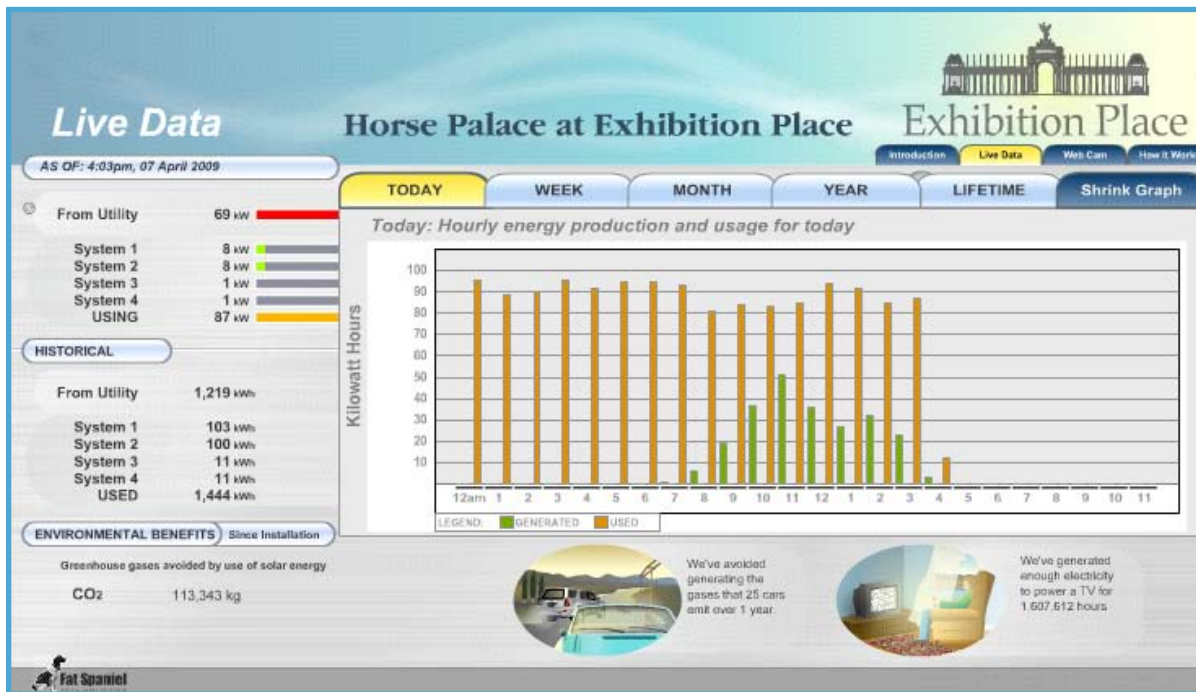 Exhibition Place
Live Data
Horse Palace at Exhibition Place
Introduction Live Data Web Cam How It Work
AS OF: 4:03pm, 07 April 2009
TODAY WEEK MONTH YEAR LIFETIME Shrink Graph
From Utility 69 kW
System 1 8 kW
System 2 8 kW
System 3 1 kW
System 4 1 kW
USING 87 kW
HISTORICAL
From Utility 1,219 kWh
System 1 103 kWh
System 2 100 kWh
System 3 11 kWh
System 4 11 kWh
USED 1,444 kWh
ENVIRONMENTAL BENEFITS Since Installation
Greenhouse gases avoided by use of solar energy
CO2 113,343 kg
Today: Hourly energy production and usage for today
Kilowatt Hours
100
90
80
70
60
50
40
30
20
10
12am 1 2 3 4 5 6 7 8 9 10 11 12 1 2 3 4 5 6 7 8 9 10 11
LEGEND: GENERATED USED
We've avoided
generating the
gases that 25 cars
emit over 1 year
We've generated
enough electricity
to power a TV for
1,607,612 hours
Fat Spaniel